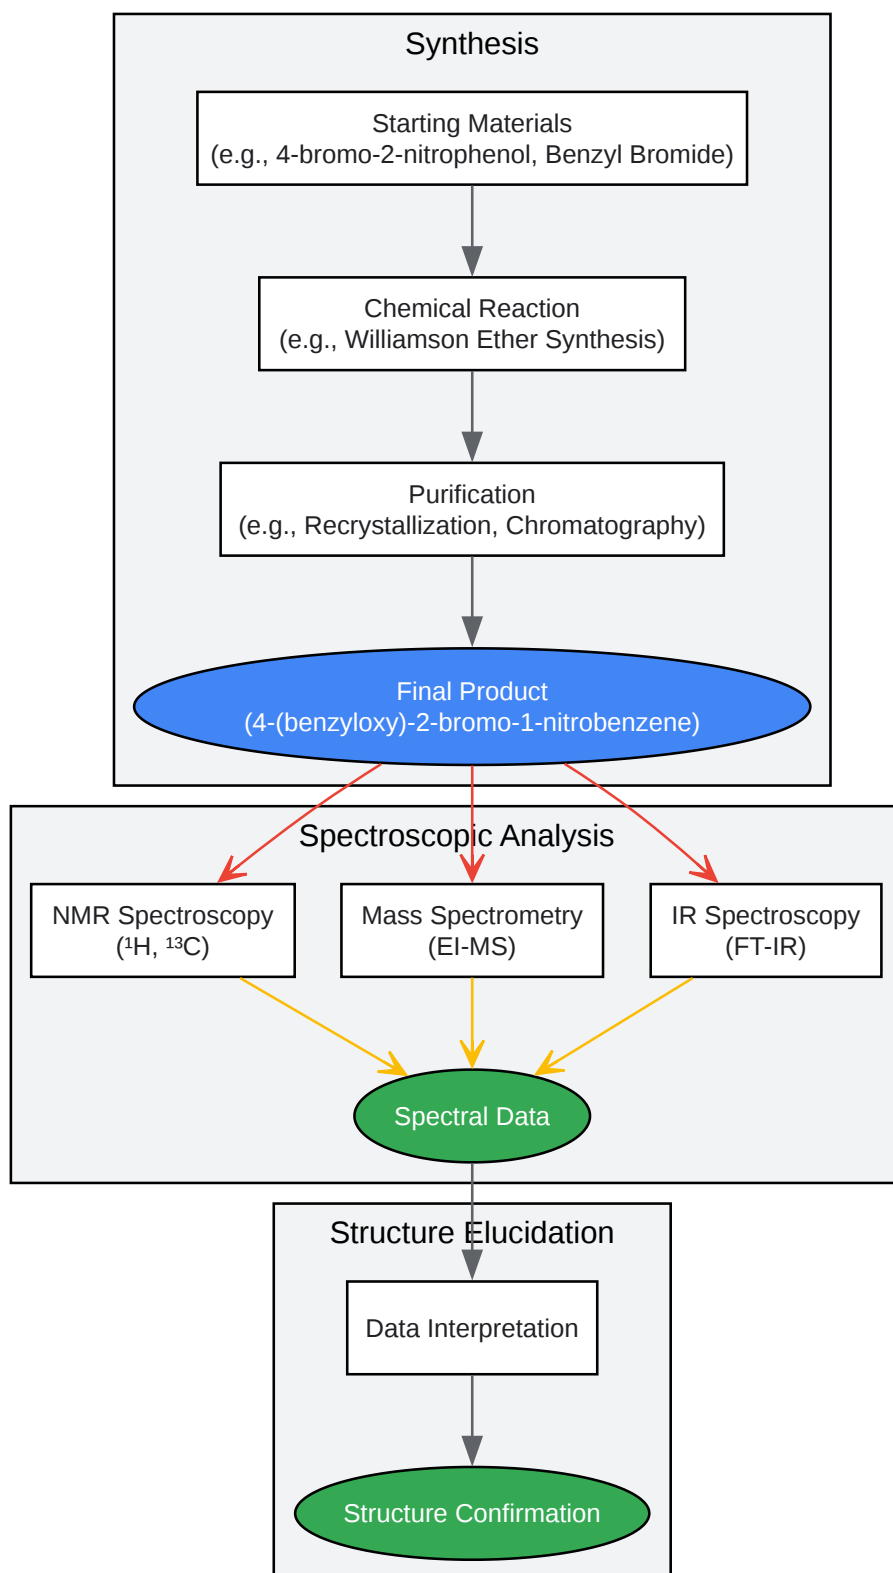 Synthesis
Starting Materials
(e.g., 4-bromo-2-nitrophenol, Benzyl Bromide)
Chemical Reaction
(e.g., Williamson Ether Synthesis)
Purification
(e.g., Recrystallization, Chromatography)
Final Product
(4-(benzyloxy)-2-bromo-1-nitrobenzene)
Spectroscopic Analysis
NMR Spectroscopy
(¹H, ¹³C)
Mass Spectrometry
(EI-MS)
IR Spectroscopy
(FT-IR)
Spectral Data
Structure Elucidation
Data Interpretation
Structure Confirmation